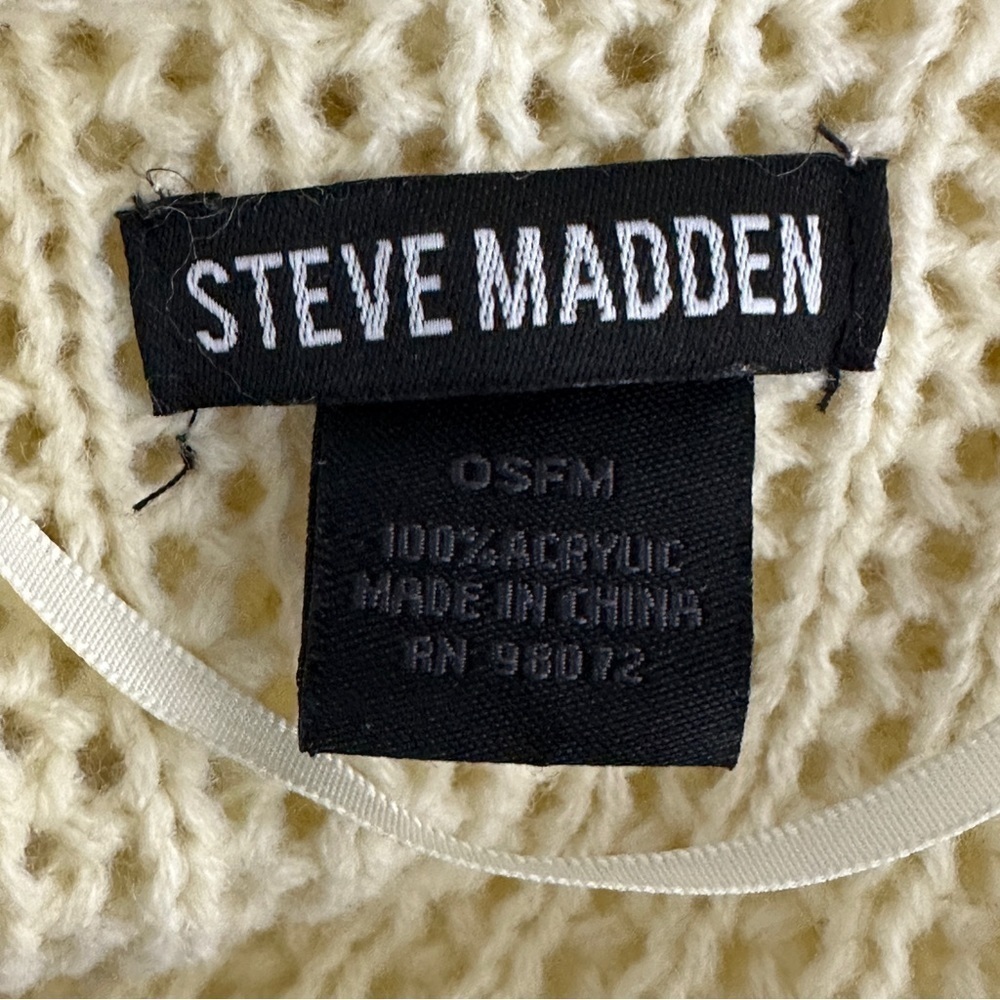 STEVE MADDEN
OSFM
100% ACRYLIC
MADE IN CHINA
RN 98072